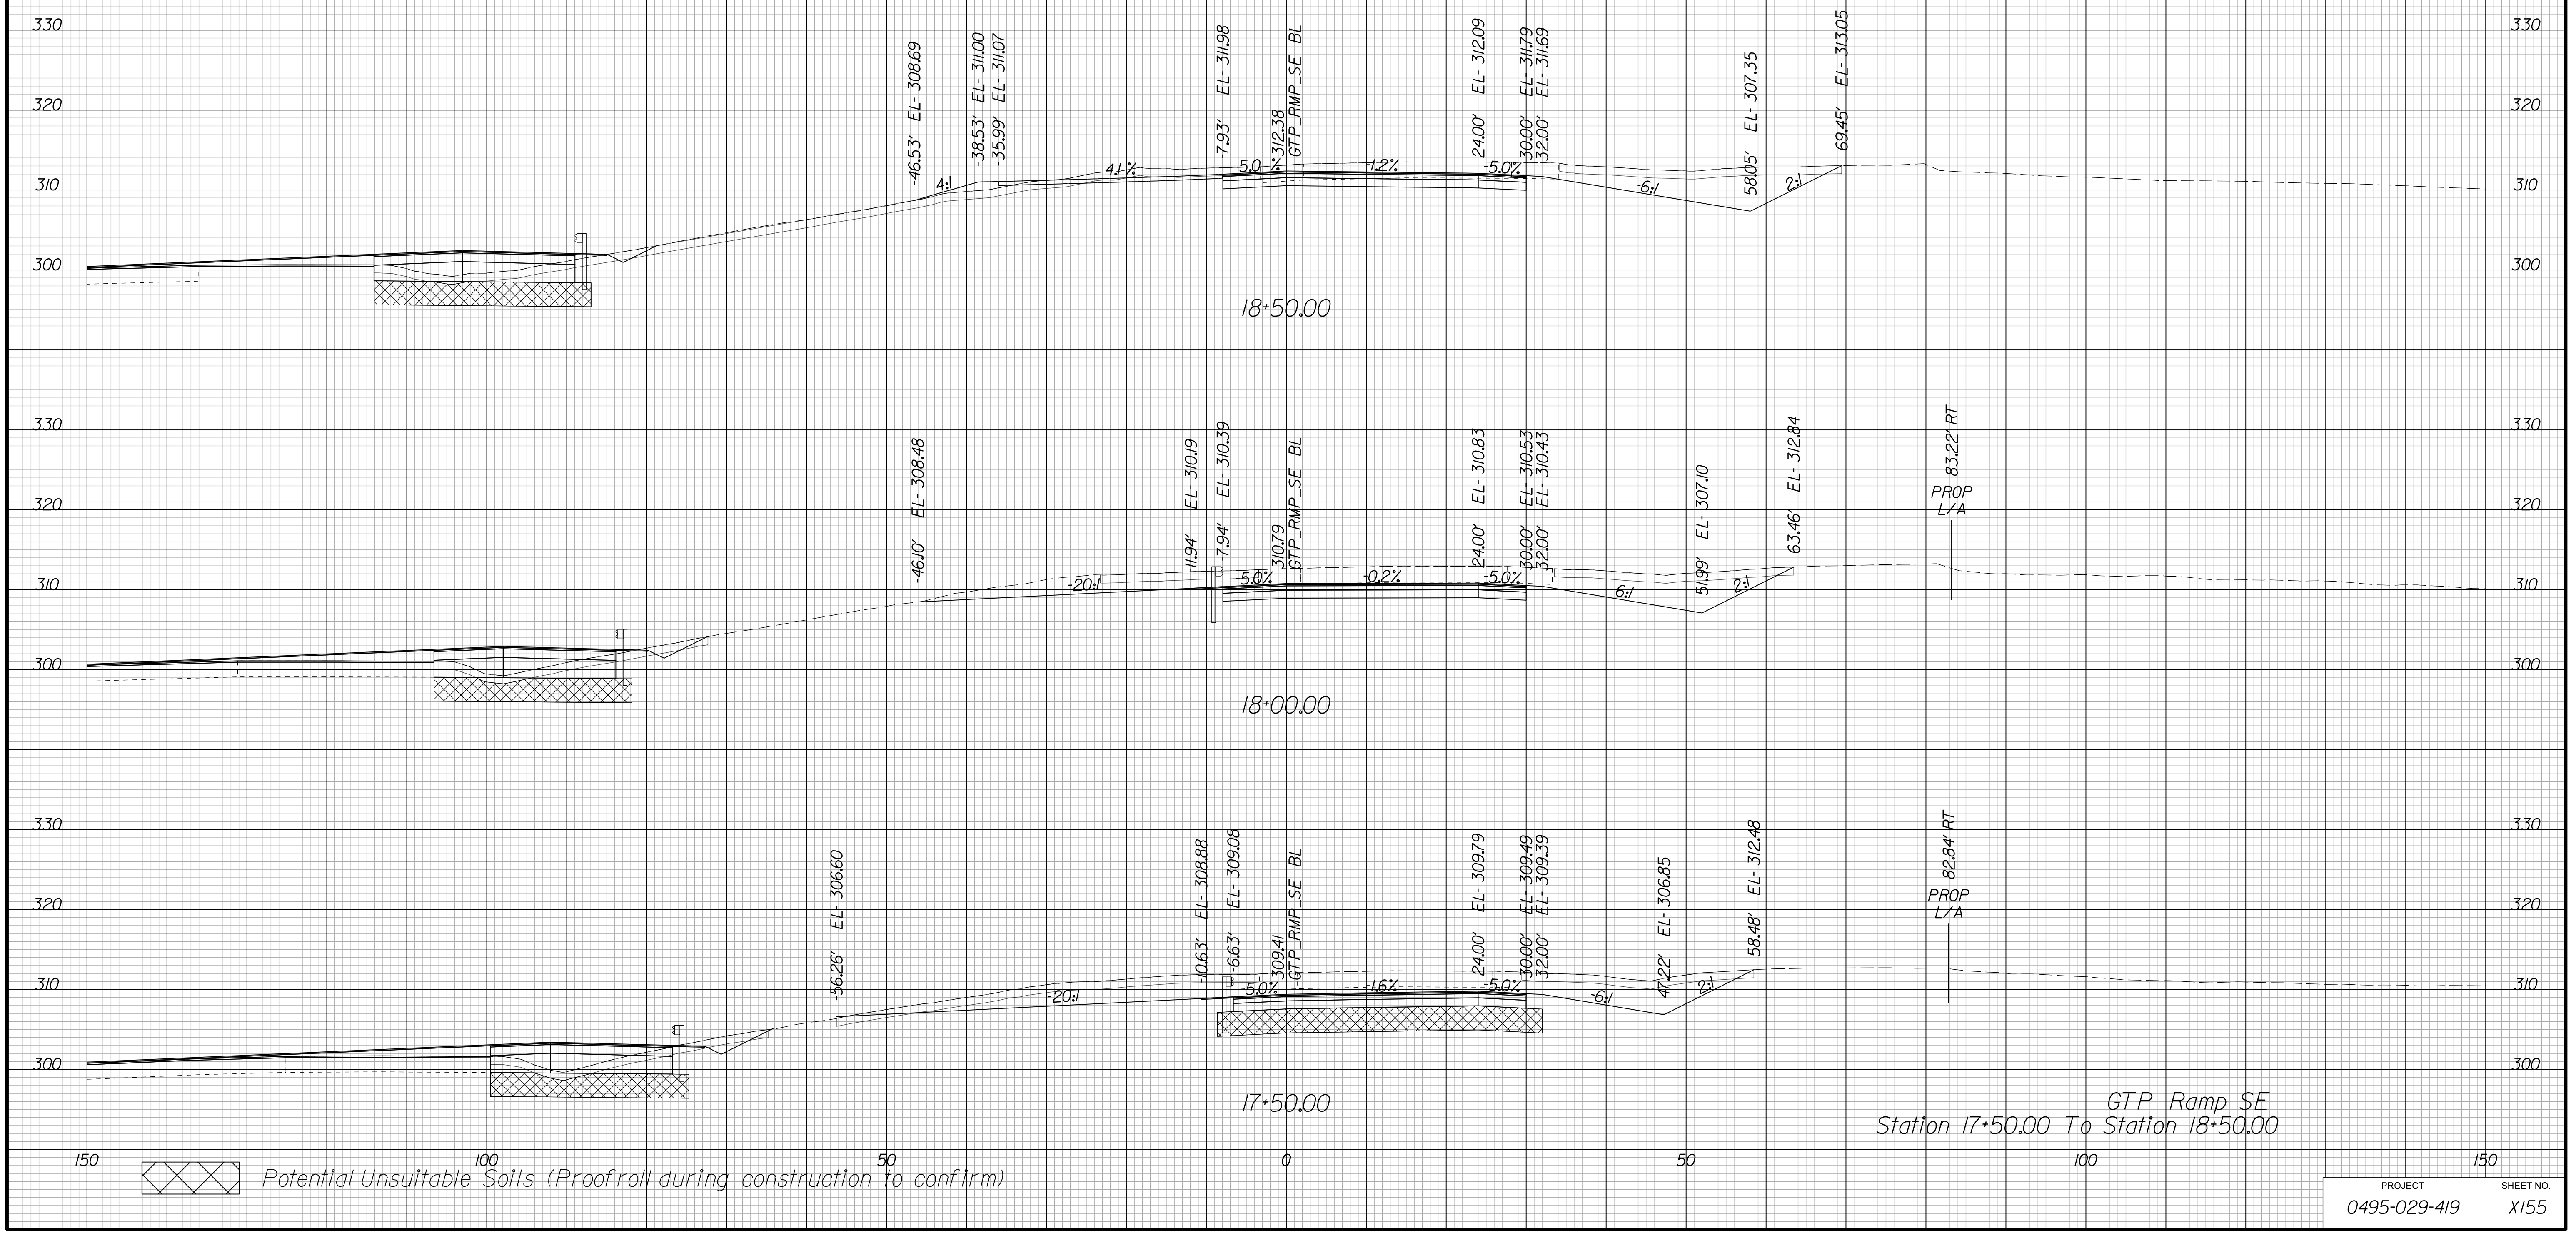 330 330
320 320
310 310
300 300
-46.53' EL- 308.69
-38.53' EL- 311.00
-35.99' EL- 311.07
-7.93' EL- 311.98
312.38
GTP_RMP_SE BL
24.00' EL- 312.09
30.00' EL- 311.79
32.00' EL- 311.69
58.05' EL- 307.35
69.45' EL- 313.05
4:1 4.1 % 5.0 % -1.2% -5.0% -6:1 2:1
18+50.00
330 330
320 320
310 310
300 300
-46.10' EL- 308.48
-11.94' EL- 310.19
-7.94' EL- 310.39
310.79
GTP_RMP_SE BL
24.00' EL- 310.83
30.00' EL- 310.53
32.00' EL- 310.43
51.99' EL- 307.10
63.46' EL- 312.84
83.22' RT
PROP
L/A
-20:1 -5.0% -0.2% -5.0% -6:1 2:1
18+00.00
330 330
320 320
310 310
300 300
-56.26' EL- 306.60
-10.63' EL- 308.88
-6.63' EL- 309.08
309.41
GTP_RMP_SE BL
24.00' EL- 309.79
30.00' EL- 309.49
32.00' EL- 309.39
47.22' EL- 306.85
58.48' EL- 312.48
82.84' RT
PROP
L/A
-20:1 -5.0% -1.6% -5.0% -6:1 2:1
17+50.00
GTP Ramp SE
Station 17+50.00 To Station 18+50.00
150 100 50 0 50 100 150
Potential Unsuitable Soils (Proofroll during construction to confirm)
PROJECT
0495-029-419
SHEET NO.
X155